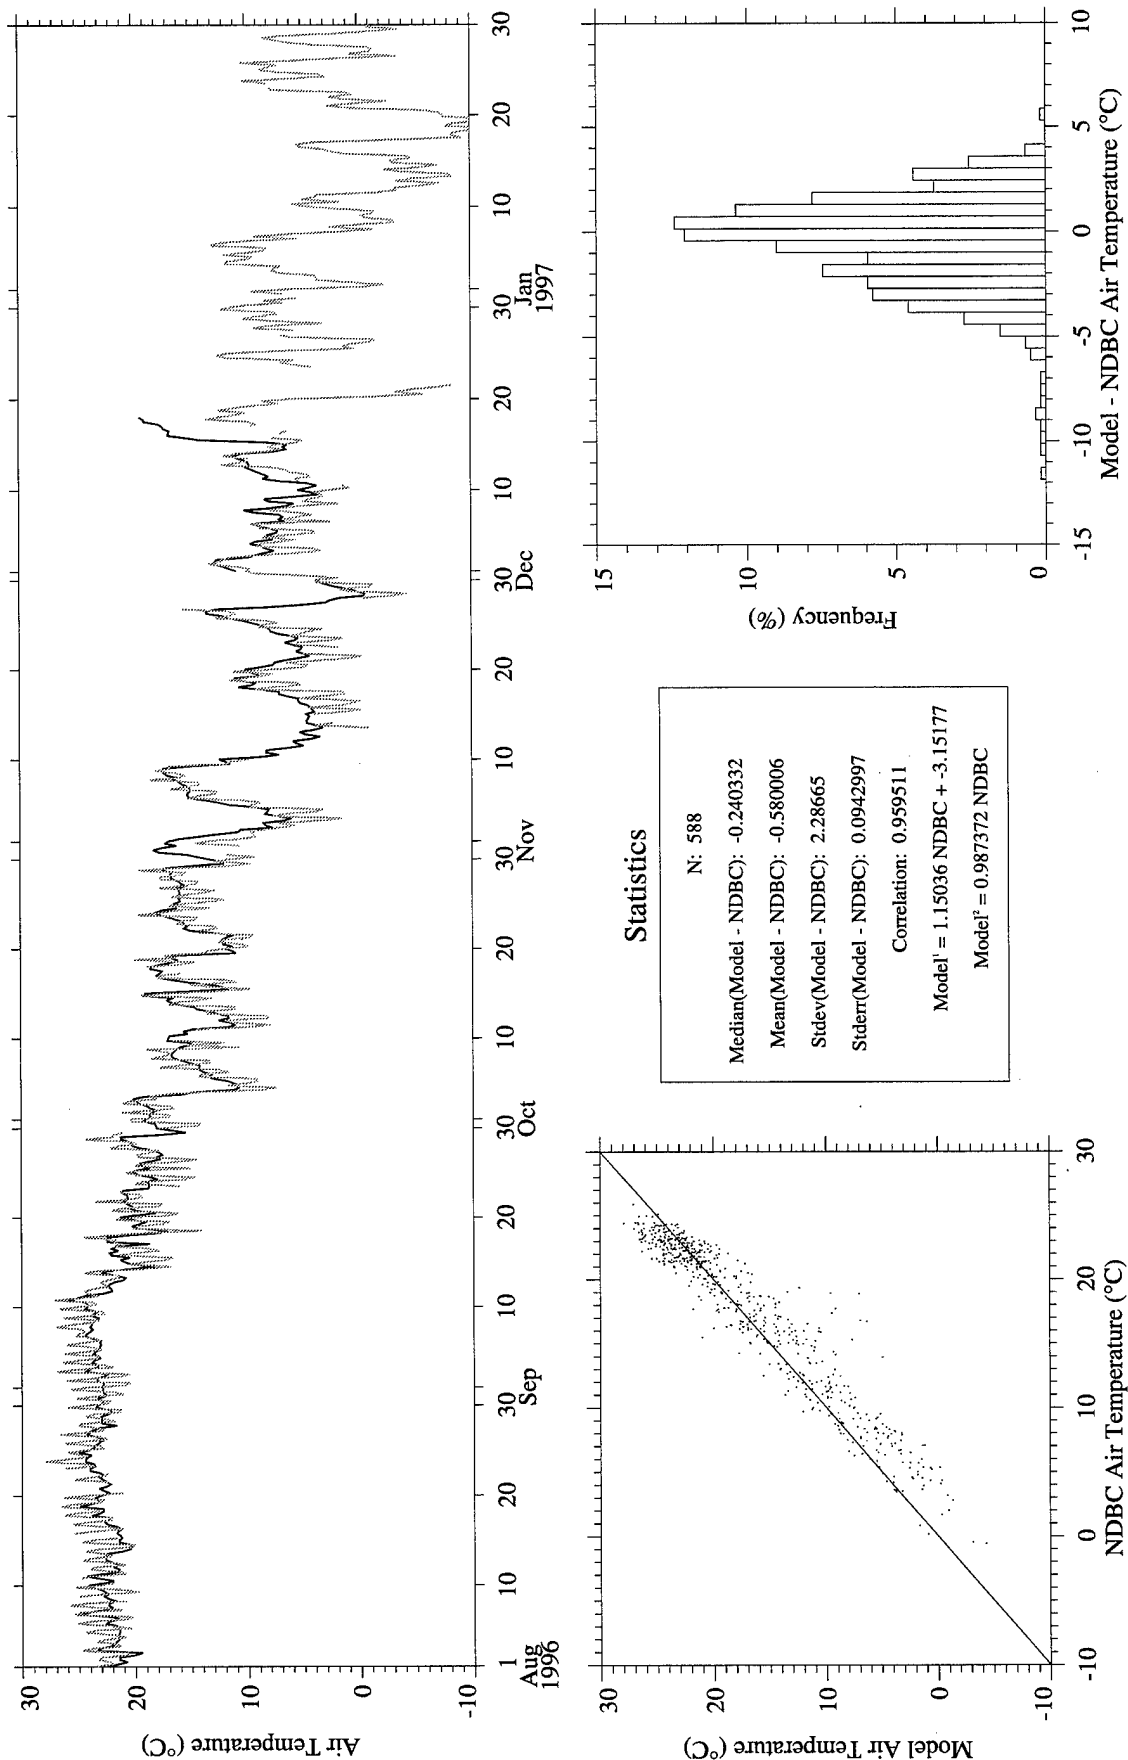 Air Temperature (°C)
30
20
10
0
-10
1 10 20 30 10 20 30 10 20 30 10 20 30 10 20 30 10 20 30
Aug Sep Oct Nov Dec Jan
1996 1997
Model Air Temperature (°C)
30
20
10
0
-10
-10 0 10 20 30
NDBC Air Temperature (°C)
Statistics
N: 588
Median(Model - NDBC): -0.240332
Mean(Model - NDBC): -0.580006
Stdev(Model - NDBC): 2.28665
Stderr(Model - NDBC): 0.0942997
Correlation: 0.959511
Model¹ = 1.15036 NDBC + -3.15177
Model² = 0.987372 NDBC
Frequency (%)
15
10
5
0
-15 -10 -5 0 5 10
Model - NDBC Air Temperature (°C)